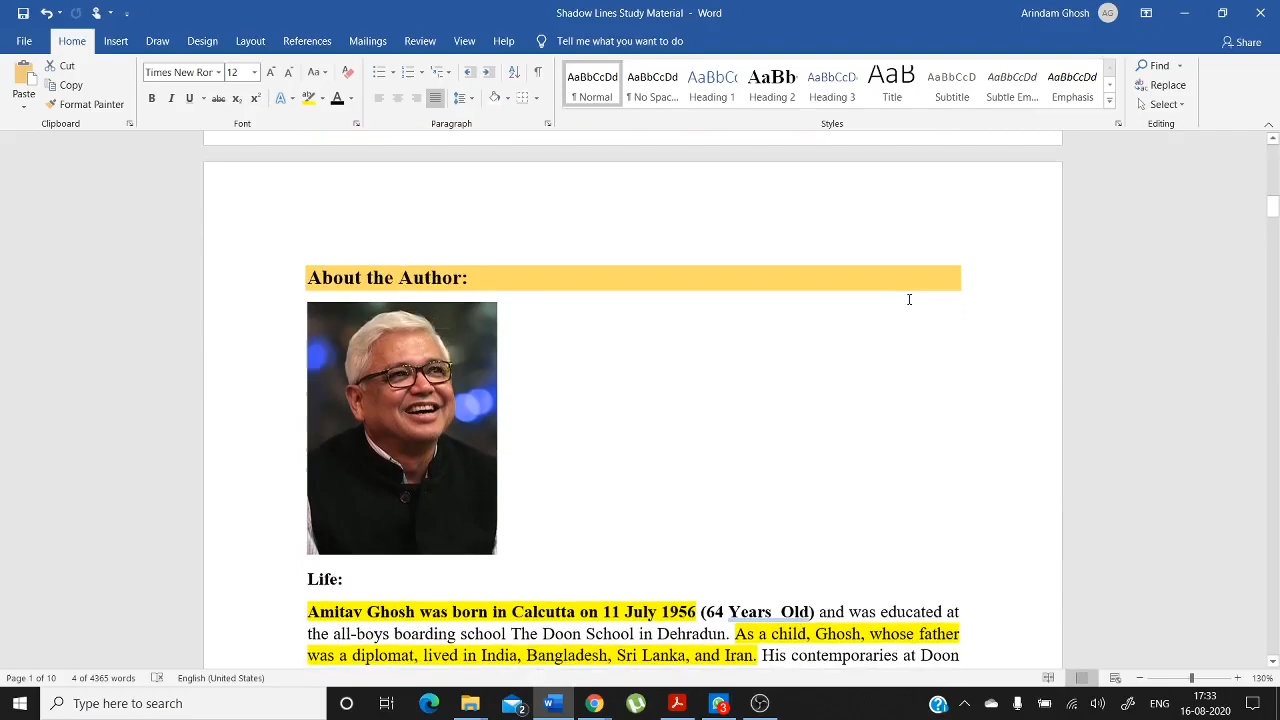 Shadow Lines Study Material - Word
Arindam Ghosh AG
File Home Insert Draw Design Layout References Mailings Review View Help Tell me what you want to do Share
Paste
Cut
Copy
Format Painter
Times New Ror 12
Aa
B I U abc X₂ X²
AaBbCcDd AaBbCcDd AaBbCc AaBb AaBbCcD AaB AaBbCcD AaBbCcDd AaBbCcDd
¶ Normal ¶ No Spac... Heading 1 Heading 2 Heading 3 Title Subtitle Subtle Em... Emphasis
Find
Replace
Select
Clipboard Font Paragraph Styles Editing
About the Author:
Life:
Amitav Ghosh was born in Calcutta on 11 July 1956 (64 Years Old) and was educated at
the all-boys boarding school The Doon School in Dehradun. As a child, Ghosh, whose father
was a diplomat, lived in India, Bangladesh, Sri Lanka, and Iran. His contemporaries at Doon
Page 1 of 10 4 of 4365 words English (United States) 130%
Type here to search
2
3
ENG
17:33
16-08-2020